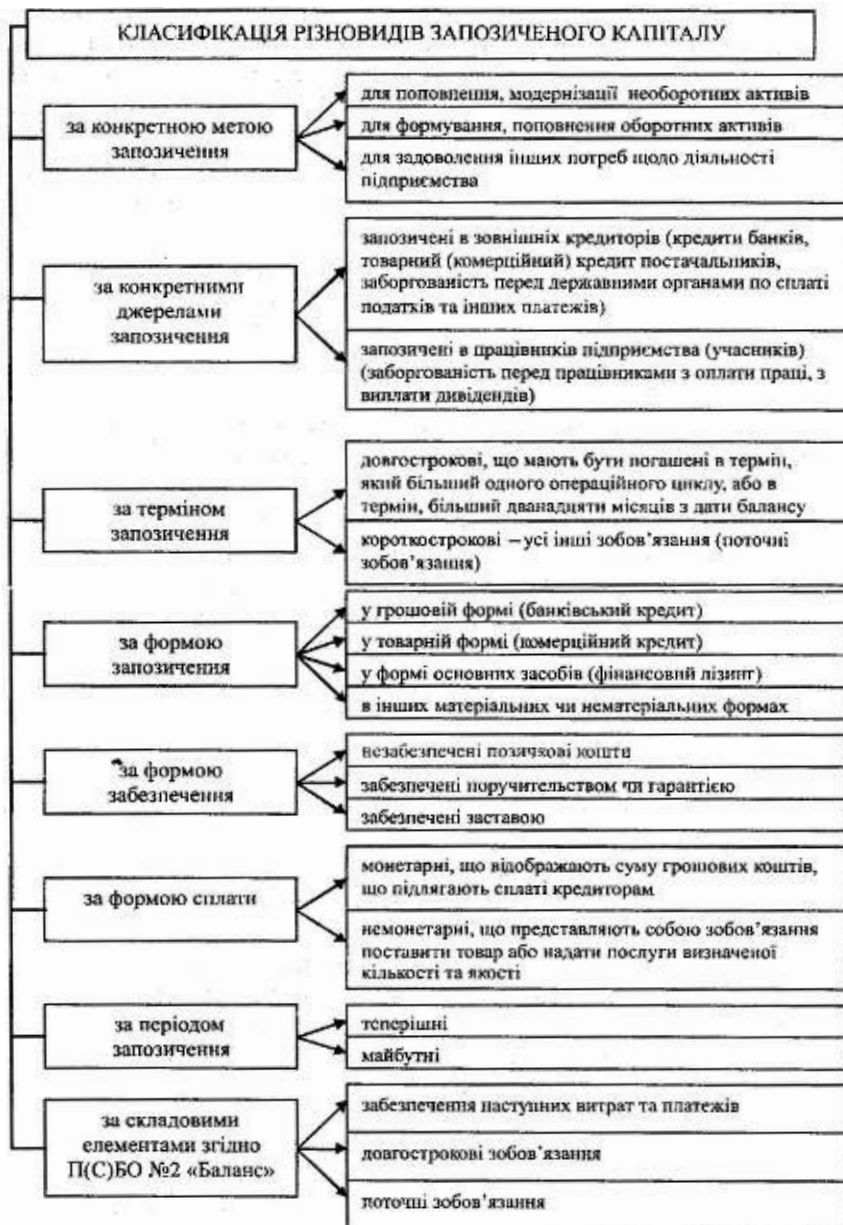 КЛАСИФІКАЦІЯ РІЗНОВИДІВ ЗАПОЗИЧЕНОГО КАПІТАЛУ
за конкретною метою
запозичення
для поповнення, модернізації необоротних активів
для формування, поповнення оборотних активів
для задоволення інших потреб щодо діяльності
підприємства
за конкретними
джерелами
запозичення
запозичені в зовнішніх кредиторів (кредити банків,
товарний (комерційний) кредит постачальників,
заборгованість перед державними органами по сплаті
податків та інших платежів)
запозичені в працівників підприємства (учасників)
(заборгованість перед працівниками з оплати праці, з
виплати дивідендів)
за терміном
запозичення
довгострокові, що мають бути погашені в термін,
який більший одного операційного циклу, або в
термін, більший дванадцяти місяців з дати балансу
короткострокові – усі інші зобов’язання (поточні
зобов’язання)
за формою
запозичення
у грошовій формі (банківський кредит)
у товарній формі (комерційний кредит)
у формі основних засобів (фінансовий лізинг)
в інших матеріальних чи нематеріальних формах
за формою
забезпечення
незабезпечені позичкові кошти
забезпечені поручительством чи гарантією
забезпечені заставою
за формою сплати
монетарні, що відображають суму грошових коштів,
що підлягають сплаті кредиторам
немонетарні, що представляють собою зобов’язання
поставити товар або надати послуги визначеної
кількості та якості
за періодом
запозичення
теперішні
майбутні
за складовими
елементами згідно
П(С)БО №2 «Баланс»
забезпечення наступних витрат та платежів
довгострокові зобов’язання
поточні зобов’язання